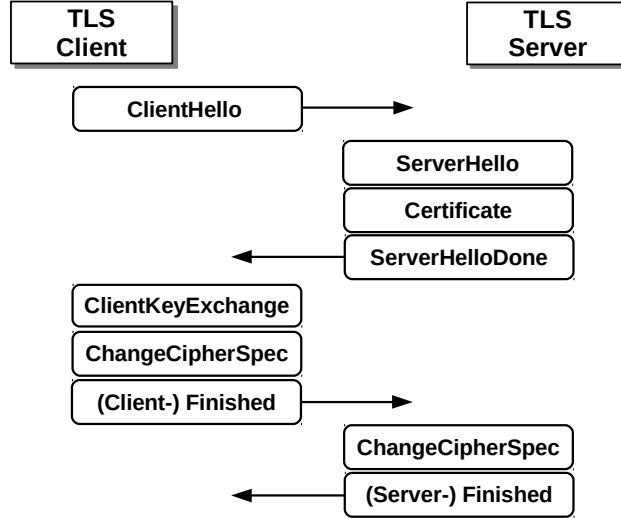 TLS
Client
TLS
Server
ClientHello
ServerHello
Certificate
ServerHelloDone
ClientKeyExchange
ChangeCipherSpec
(Client-) Finished
ChangeCipherSpec
(Server-) Finished